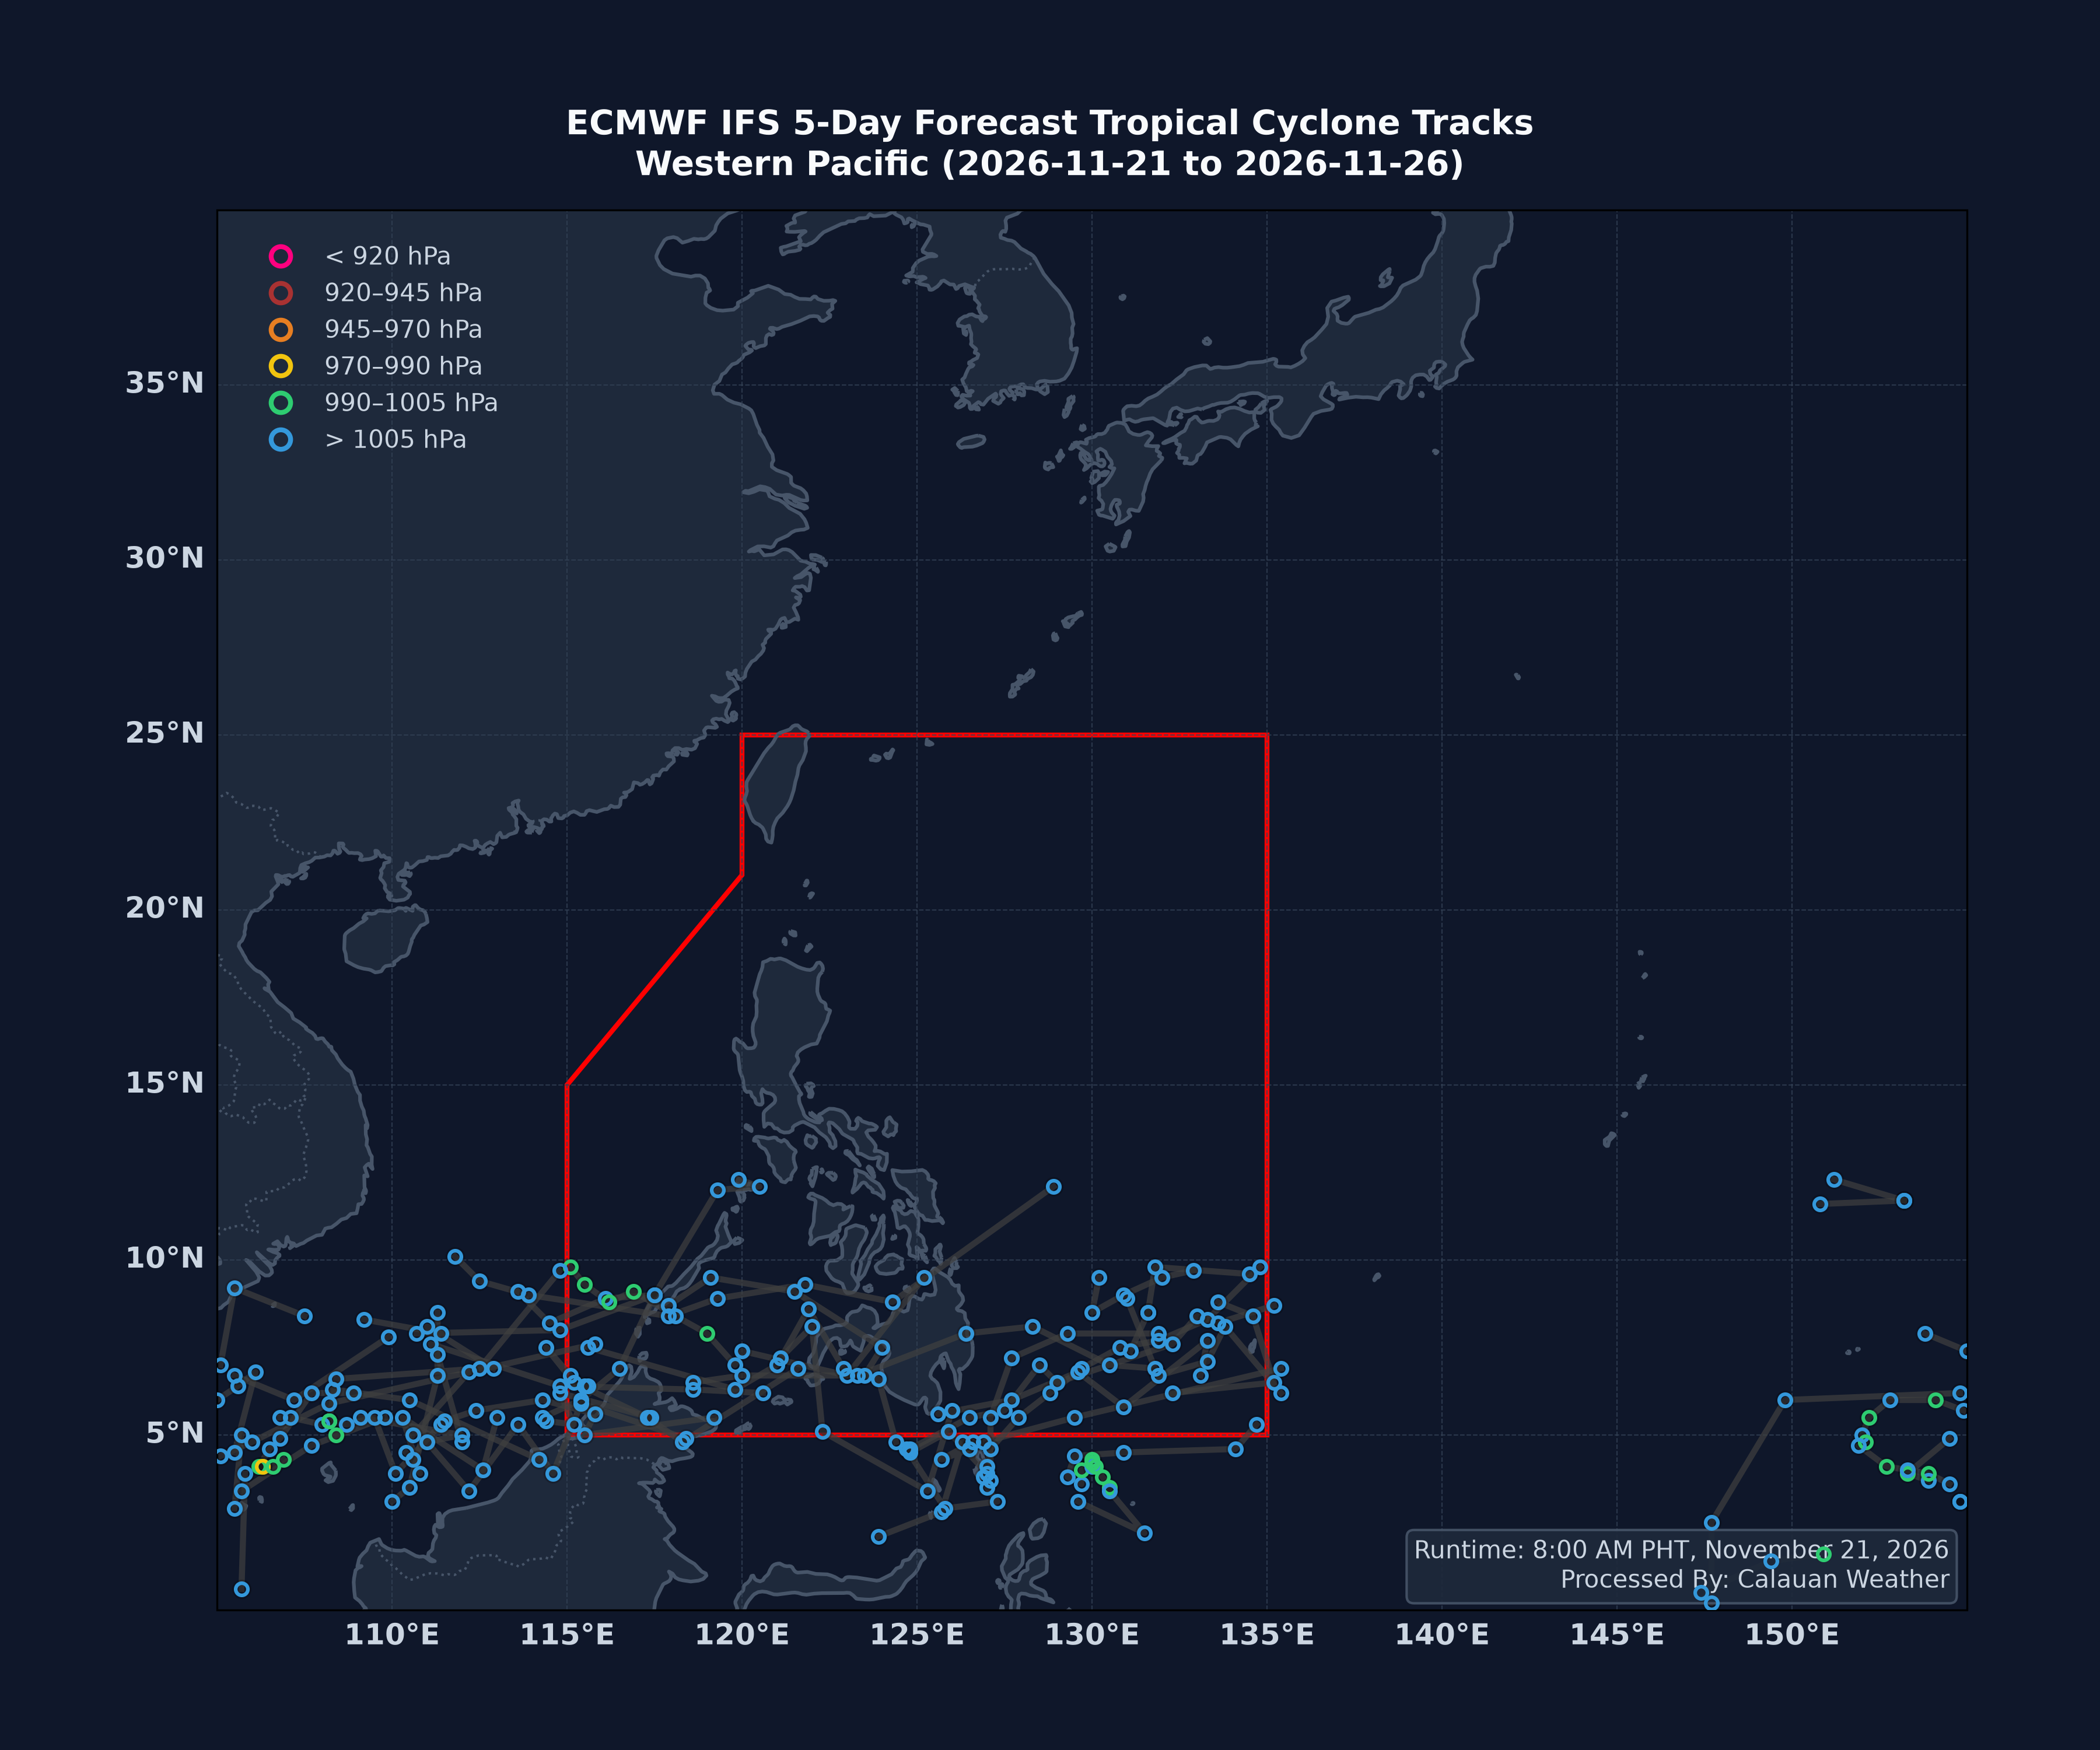 ECMWF IFS 5-Day Forecast Tropical Cyclone Tracks
Western Pacific (2026-11-21 to 2026-11-26)
< 920 hPa
920–945 hPa
945–970 hPa
970–990 hPa
990–1005 hPa
> 1005 hPa
35°N
30°N
25°N
20°N
15°N
10°N
5°N
Runtime: 8:00 AM PHT, November 21, 2026
Processed By: Calauan Weather
110°E
115°E
120°E
125°E
130°E
135°E
140°E
145°E
150°E